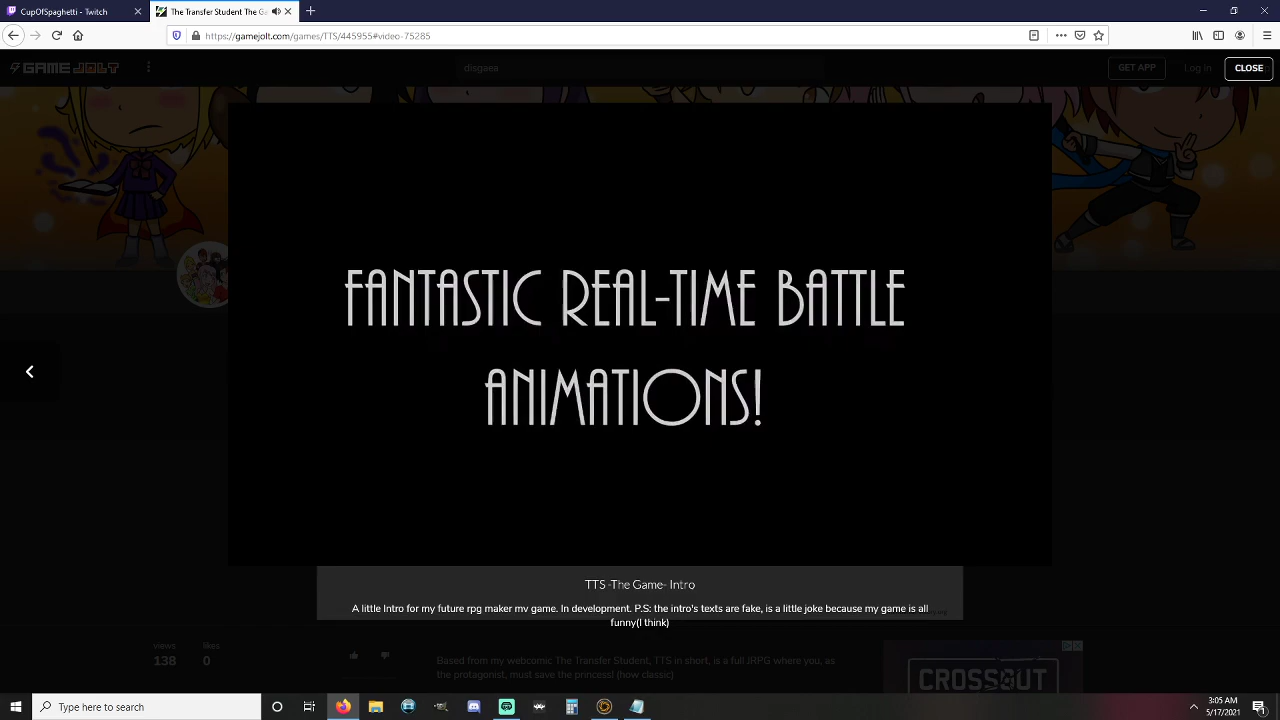 CupOfSpaghetti - Twitch
The Transfer Student The Ga
https://gamejolt.com/games/TTS/445955#video-75285
GAME JOLT
disgaea
GET APP
Log in
CLOSE
FANTASTIC REAL-TIME BATTLE
ANIMATIONS!
TTS -The Game- Intro
A little Intro for my future rpg maker mv game. In development. P.S: the intro's texts are fake, is a little joke because my game is all
funny(I think)
views
likes
138
0
Based from my webcomic The Transfer Student, TTS in short, is a full JRPG where you, as
the protagonist, must save the princess! (how classic)
CROSSOUT
Type here to search
3:05 AM
5/17/2021